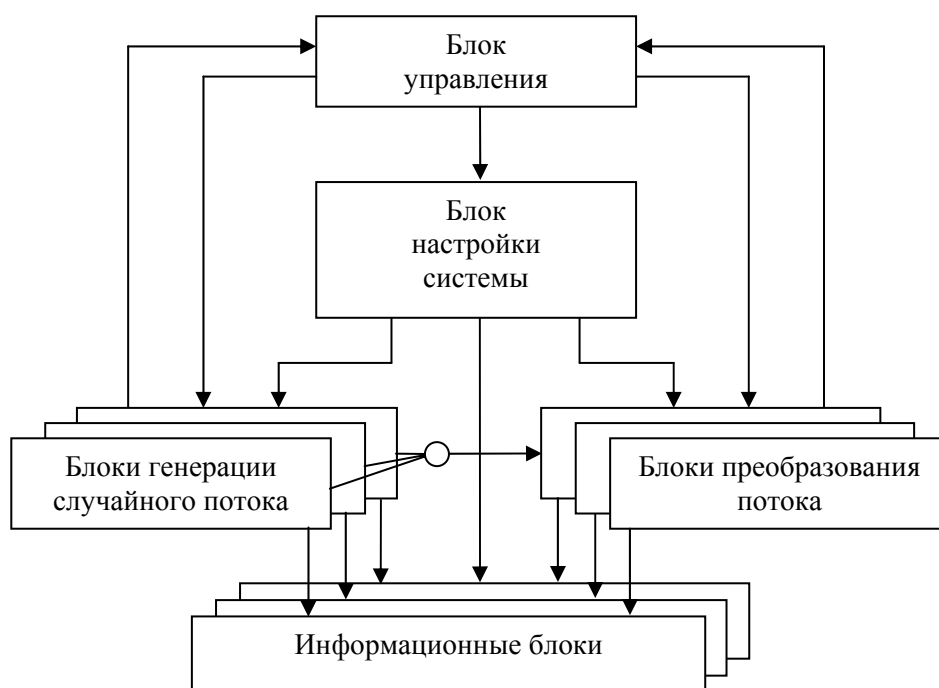 Блок
управления
Блок
настройки
системы
Блоки генерации
случайного потока
Блоки преобразования
потока
Информационные блоки